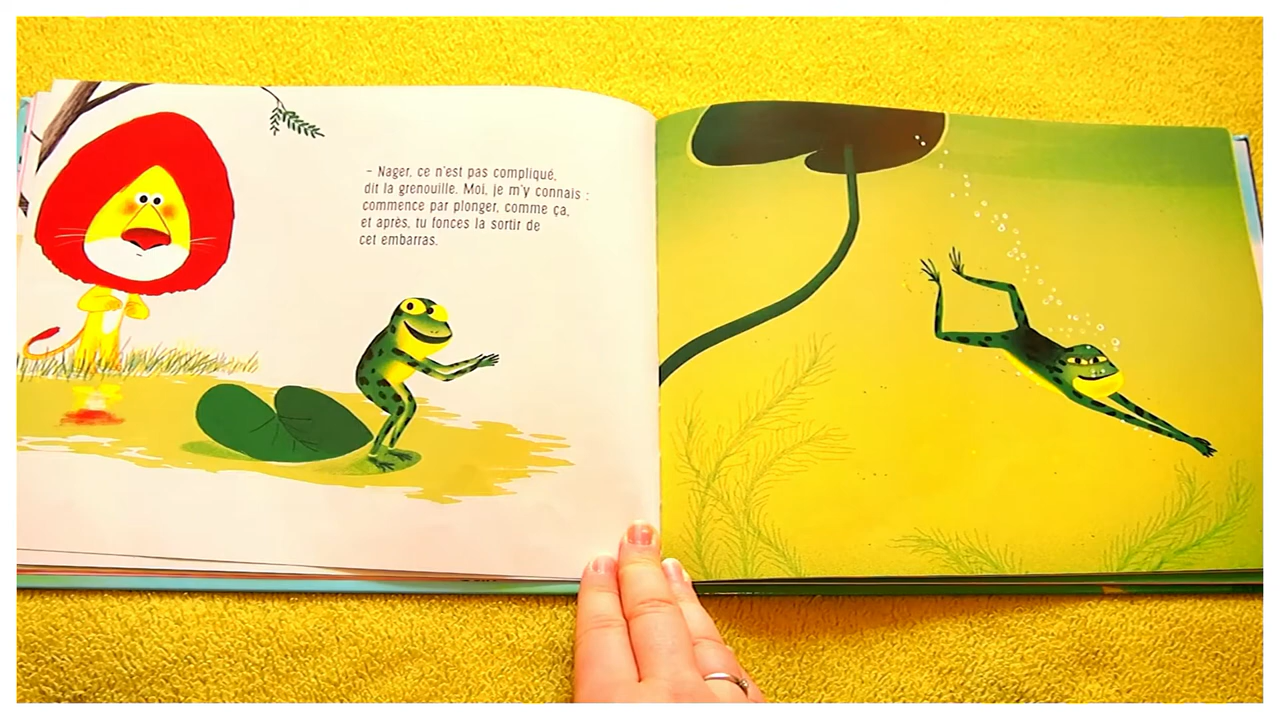 – Nager, ce n'est pas compliqué,
dit la grenouille. Moi, je m'y connais :
commence par plonger, comme ça,
et après, tu fonces la sortir de
cet embarras.